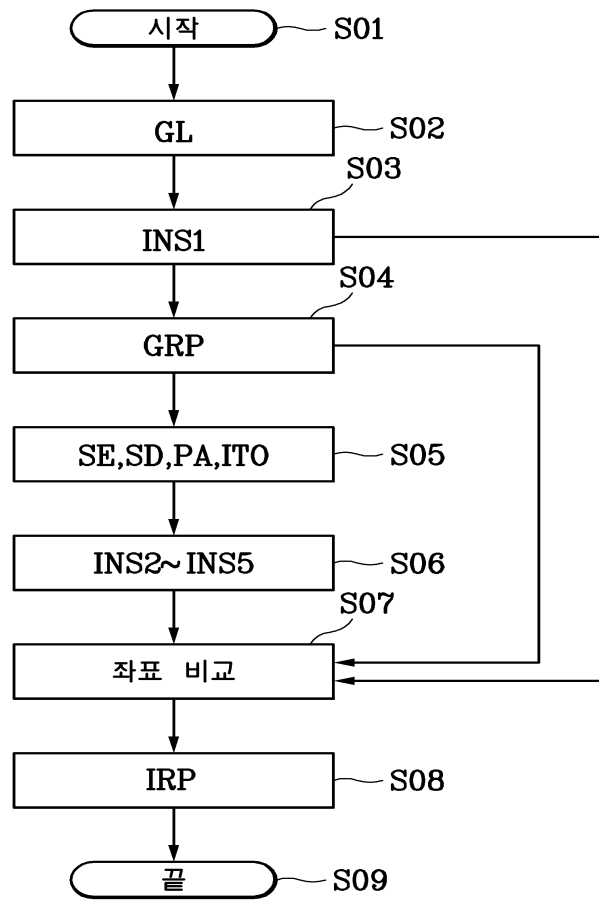 시작 S01
GL S02
S03
INS1
S04
GRP
SE,SD,PA,ITO S05
INS2~INS5 S06
S07
좌표 비교
IRP S08
끝 S09